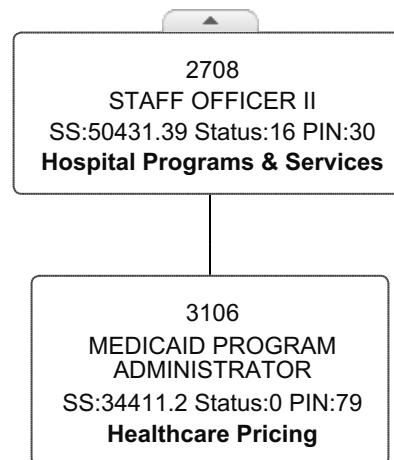 2708
STAFF OFFICER II
SS:50431.39 Status:16 PIN:30
Hospital Programs & Services
3106
MEDICAID PROGRAM
ADMINISTRATOR
SS:34411.2 Status:0 PIN:79
Healthcare Pricing